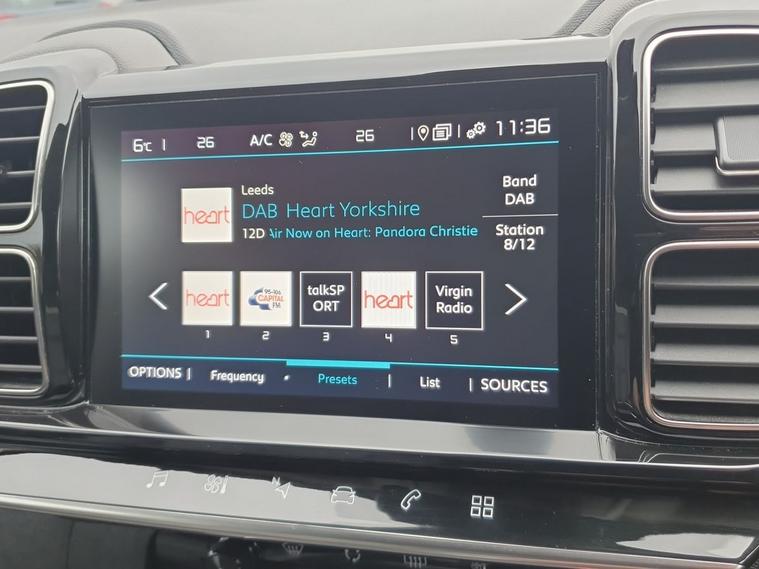 6°C 26 A/C 26 11:36
Leeds
DAB Heart Yorkshire
12D Air Now on Heart: Pandora Christie
heart
Band
DAB
Station
8/12
heart
95-106
CAPITAL
FM
talkSP
ORT
heart
Virgin
Radio
1 2 3 4 5
OPTIONS Frequency Presets List SOURCES
N